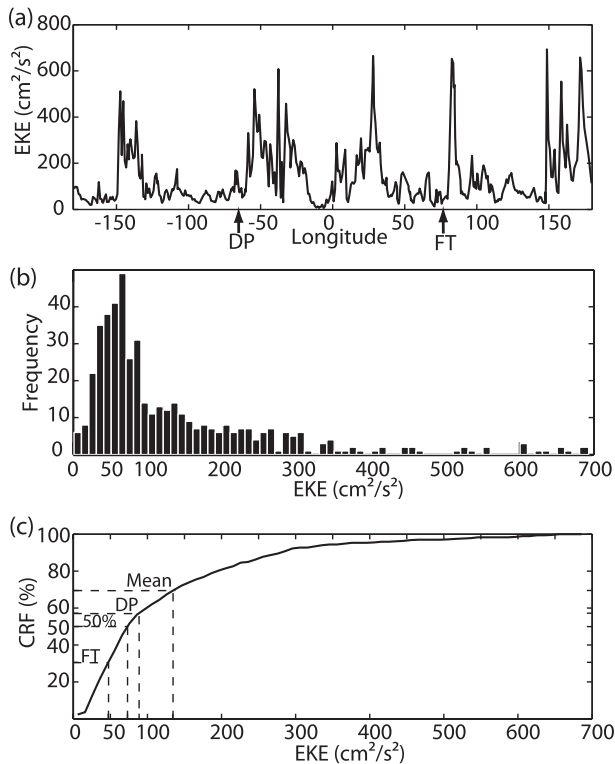 (a)
800
600
400
200
0
EKE (cm²/s²)
-150 -100 -50 0 50 100 150
DP Longitude FT
(b)
40
30
20
10
0
Frequency
0 50 100 200 300 400 500 600 700
EKE (cm²/s²)
(c)
100
80
60
50
40
20
CRF (%)
Mean
DP
50%
FT
0 50 100 200 300 400 500 600 700
EKE (cm²/s²)